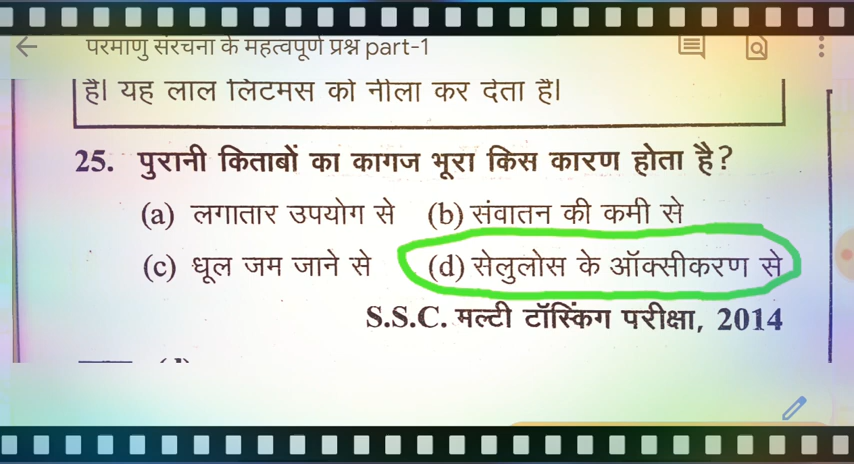 परमाणु संरचना के महत्वपूर्ण प्रश्न part-1
है। यह लाल लिटमस को नीला कर देता है।
25. पुरानी किताबों का कागज भूरा किस कारण होता है?
(a) लगातार उपयोग से (b) संवातन की कमी से
(c) धूल जम जाने से (d) सेलुलोस के ऑक्सीकरण से
S.S.C. मल्टी टॉस्किंग परीक्षा, 2014